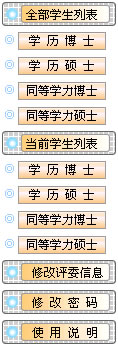 全部学生列表
学 历 博 士
学 历 硕 士
同等学力博士
同等学力硕士
当前学生列表
学 历 博 士
学 历 硕 士
同等学力博士
同等学力硕士
修改评委信息
修 改 密 码
使 用 说 明